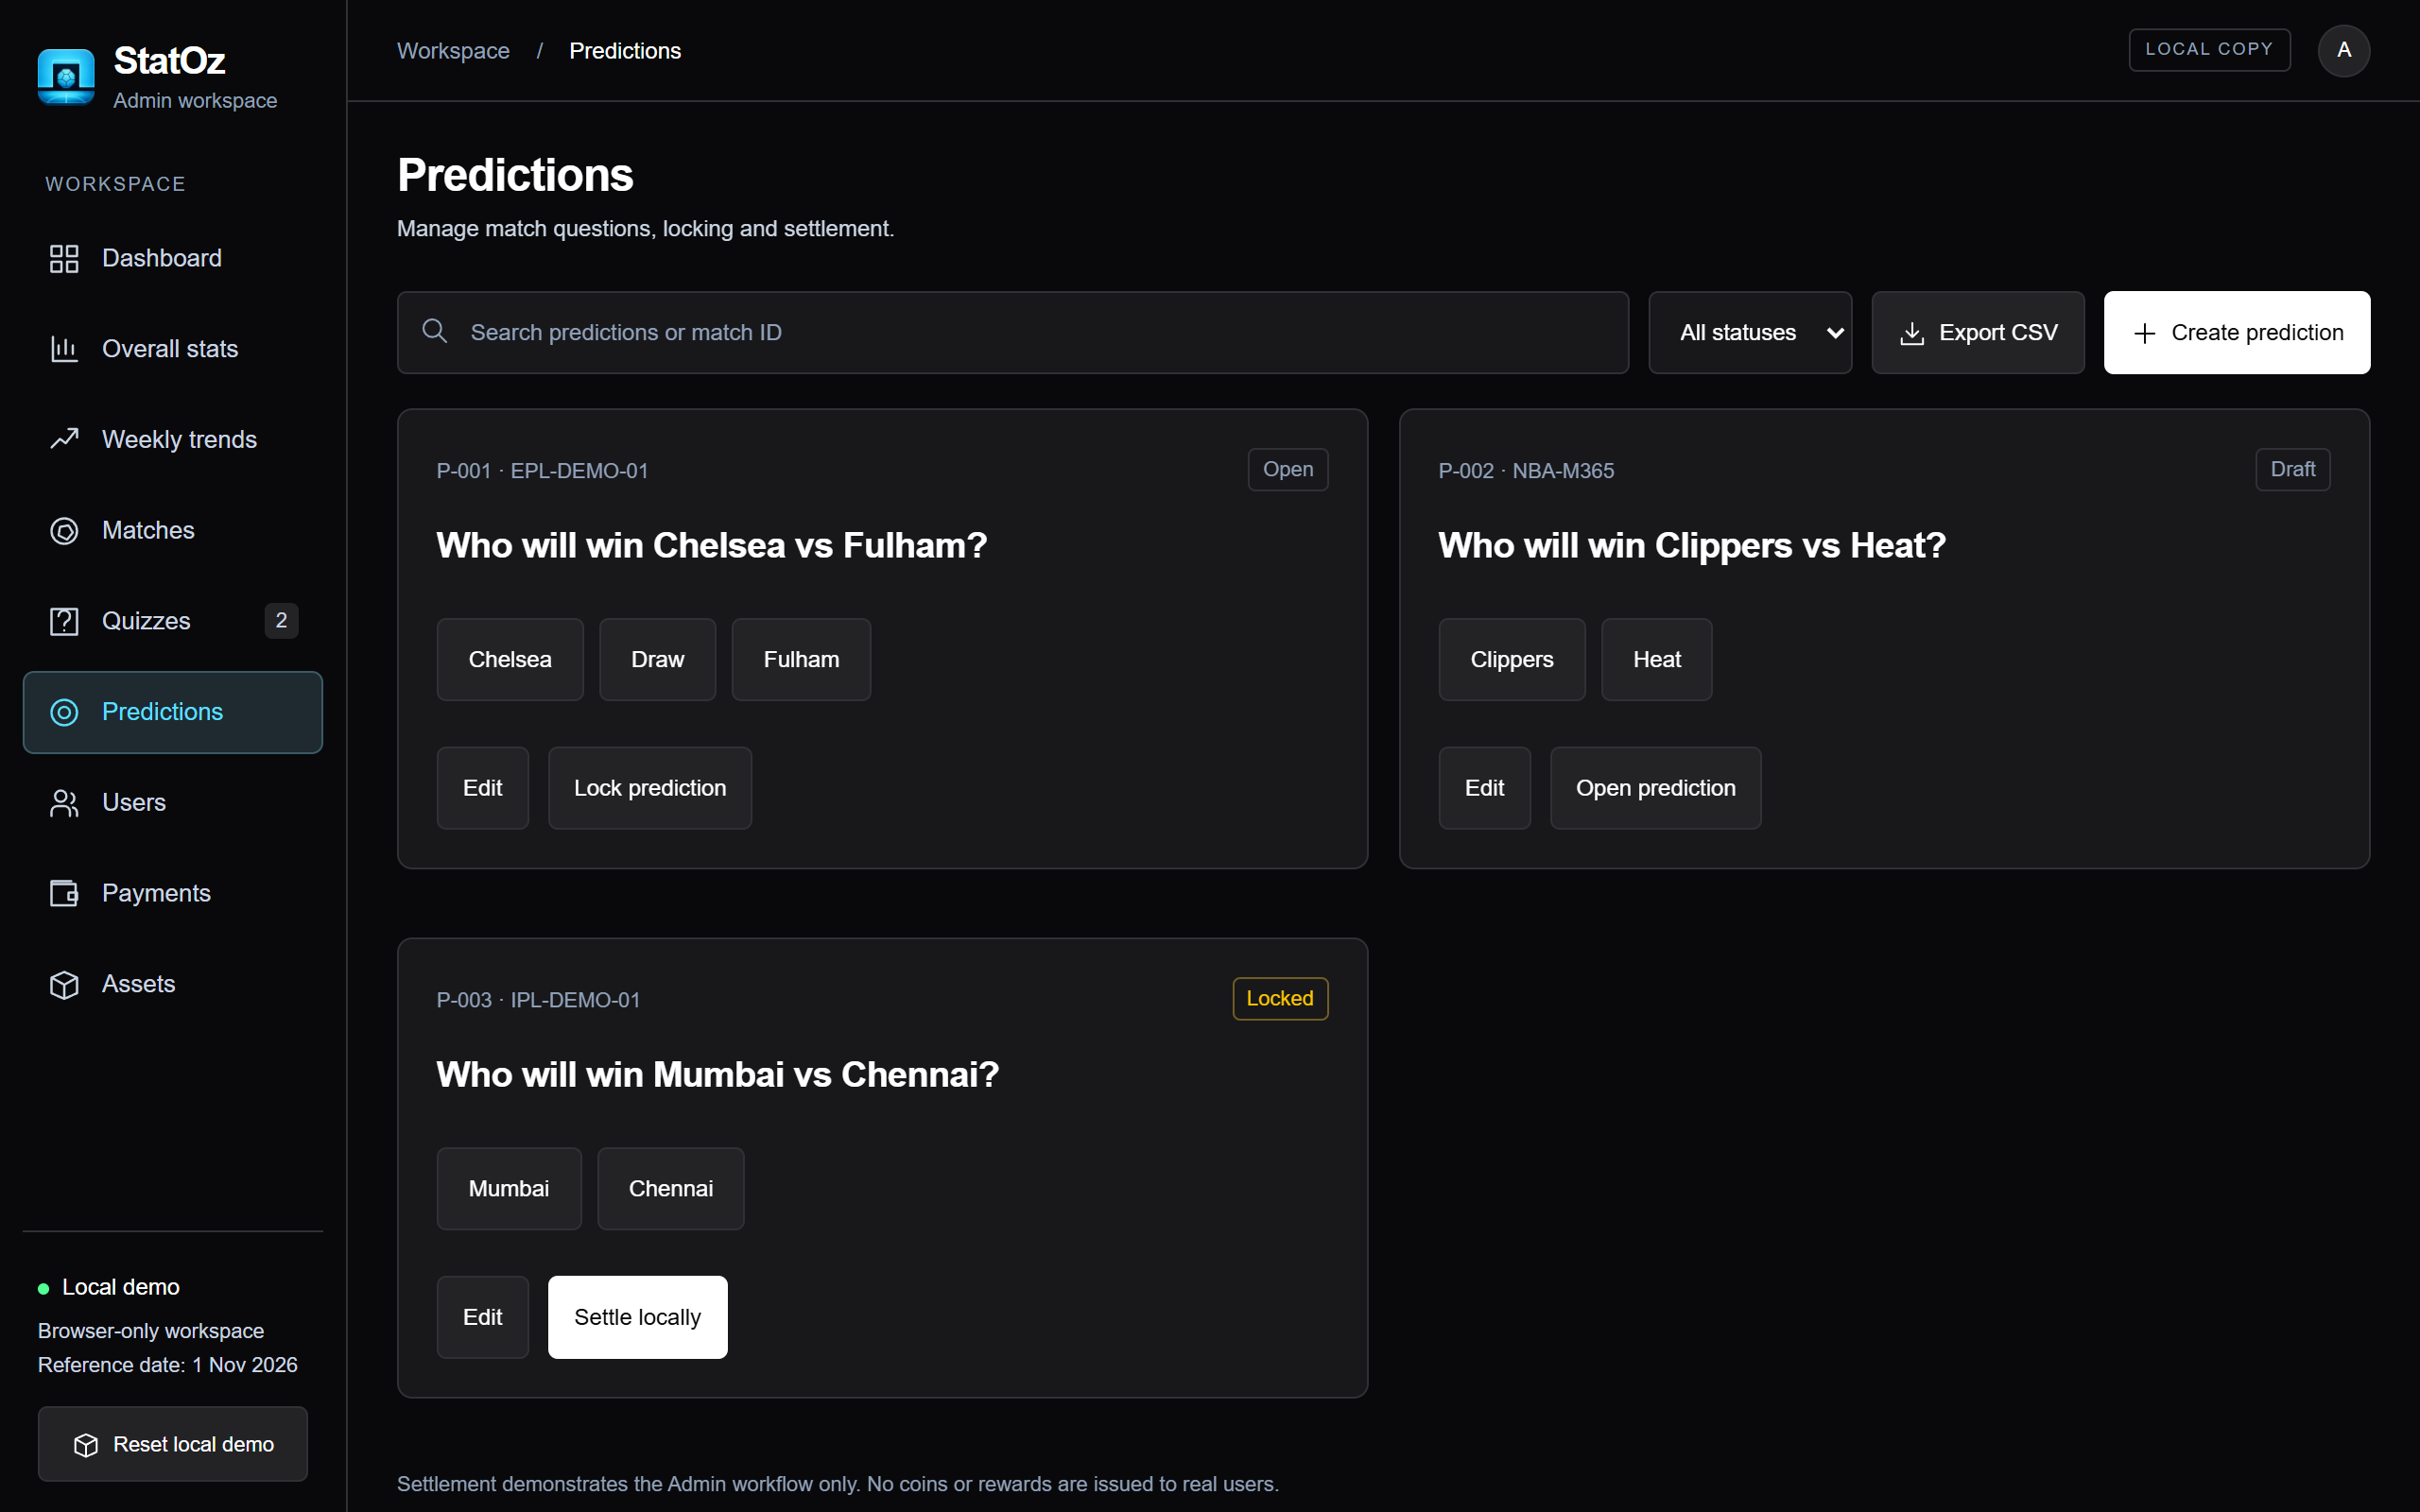 StatOz
Admin workspace
WORKSPACE
Dashboard
Overall stats
Weekly trends
Matches
Quizzes 2
Predictions
Users
Payments
Assets
Local demo
Browser-only workspace
Reference date: 1 Nov 2026
Reset local demo
Workspace / Predictions
LOCAL COPY A
Predictions
Manage match questions, locking and settlement.
Search predictions or match ID All statuses Export CSV + Create prediction
P-001 · EPL-DEMO-01 Open
Who will win Chelsea vs Fulham?
Chelsea Draw Fulham
Edit Lock prediction
P-002 · NBA-M365 Draft
Who will win Clippers vs Heat?
Clippers Heat
Edit Open prediction
P-003 · IPL-DEMO-01 Locked
Who will win Mumbai vs Chennai?
Mumbai Chennai
Edit Settle locally
Settlement demonstrates the Admin workflow only. No coins or rewards are issued to real users.